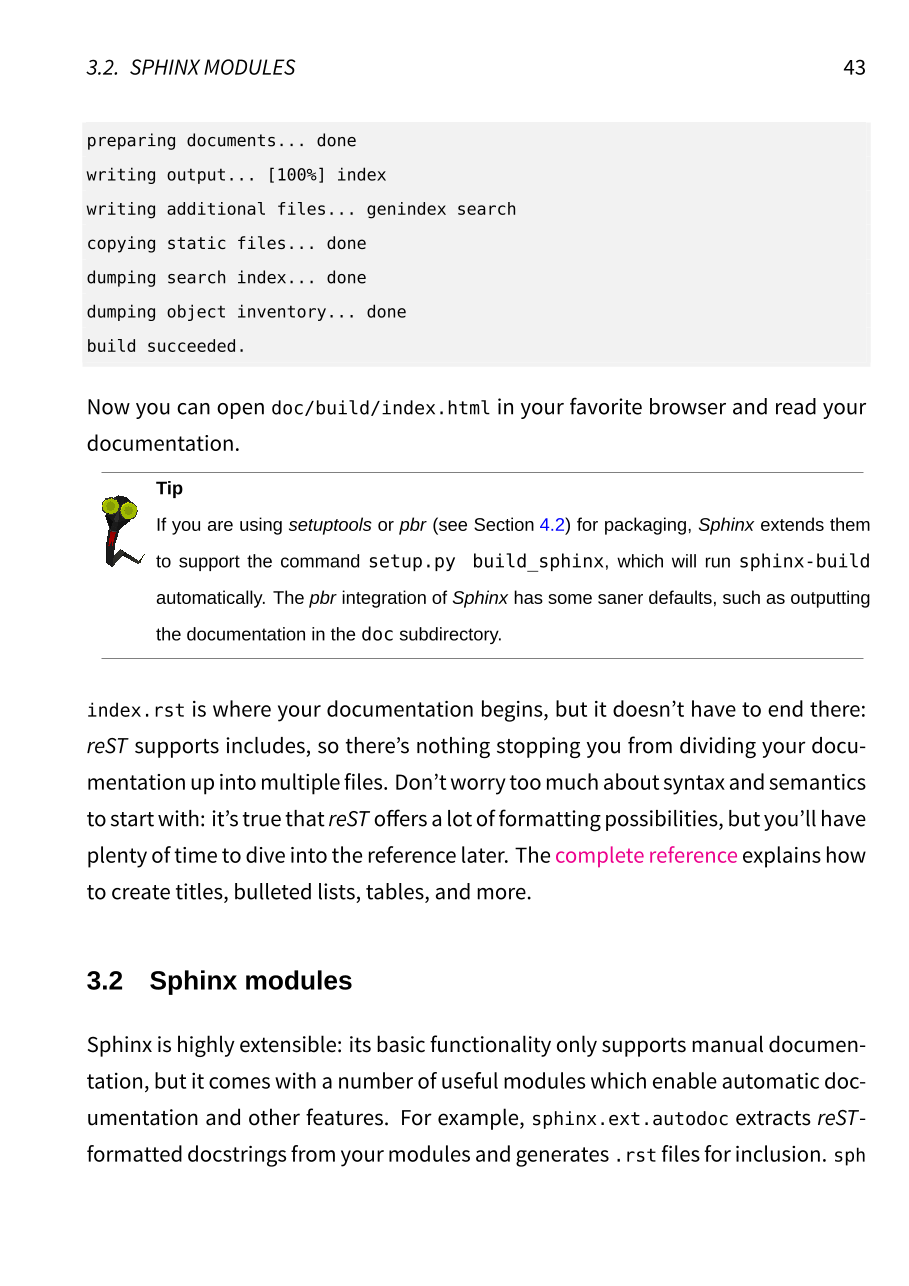 3.2. SPHINX MODULES 43
preparing documents... done
writing output... [100%] index
writing additional files... genindex search
copying static files... done
dumping search index... done
dumping object inventory... done
build succeeded.
Now you can open doc/build/index.html in your favorite browser and read your
documentation.
Tip
If you are using setuptools or pbr (see Section 4.2) for packaging, Sphinx extends them
to support the command setup.py build_sphinx, which will run sphinx-build
automatically. The pbr integration of Sphinx has some saner defaults, such as outputting
the documentation in the doc subdirectory.
index.rst is where your documentation begins, but it doesn’t have to end there:
reST supports includes, so there’s nothing stopping you from dividing your docu-
mentation up into multiple files. Don’t worry too much about syntax and semantics
to start with: it’s true that reST offers a lot of formatting possibilities, but you’ll have
plenty of time to dive into the reference later. The complete reference explains how
to create titles, bulleted lists, tables, and more.
3.2 Sphinx modules
Sphinx is highly extensible: its basic functionality only supports manual documen-
tation, but it comes with a number of useful modules which enable automatic doc-
umentation and other features. For example, sphinx.ext.autodoc extracts reST-
formatted docstrings from your modules and generates .rst files for inclusion. sph